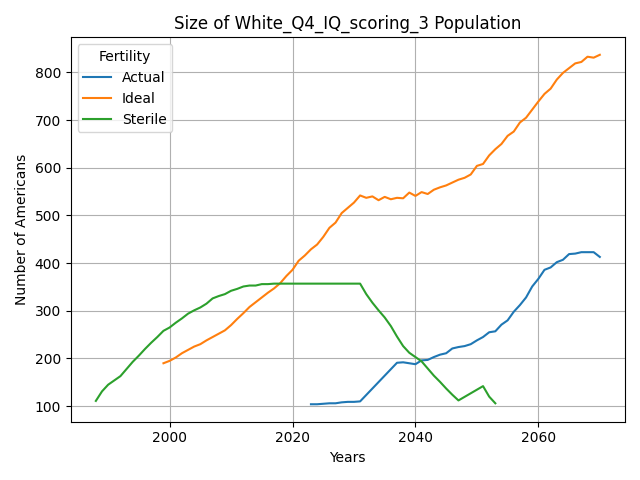 Size of White_Q4_IQ_scoring_3 Population
Fertility
Actual
Ideal
Sterile
Number of Americans
800
700
600
500
400
300
200
100
2000
2020
2040
2060
Years